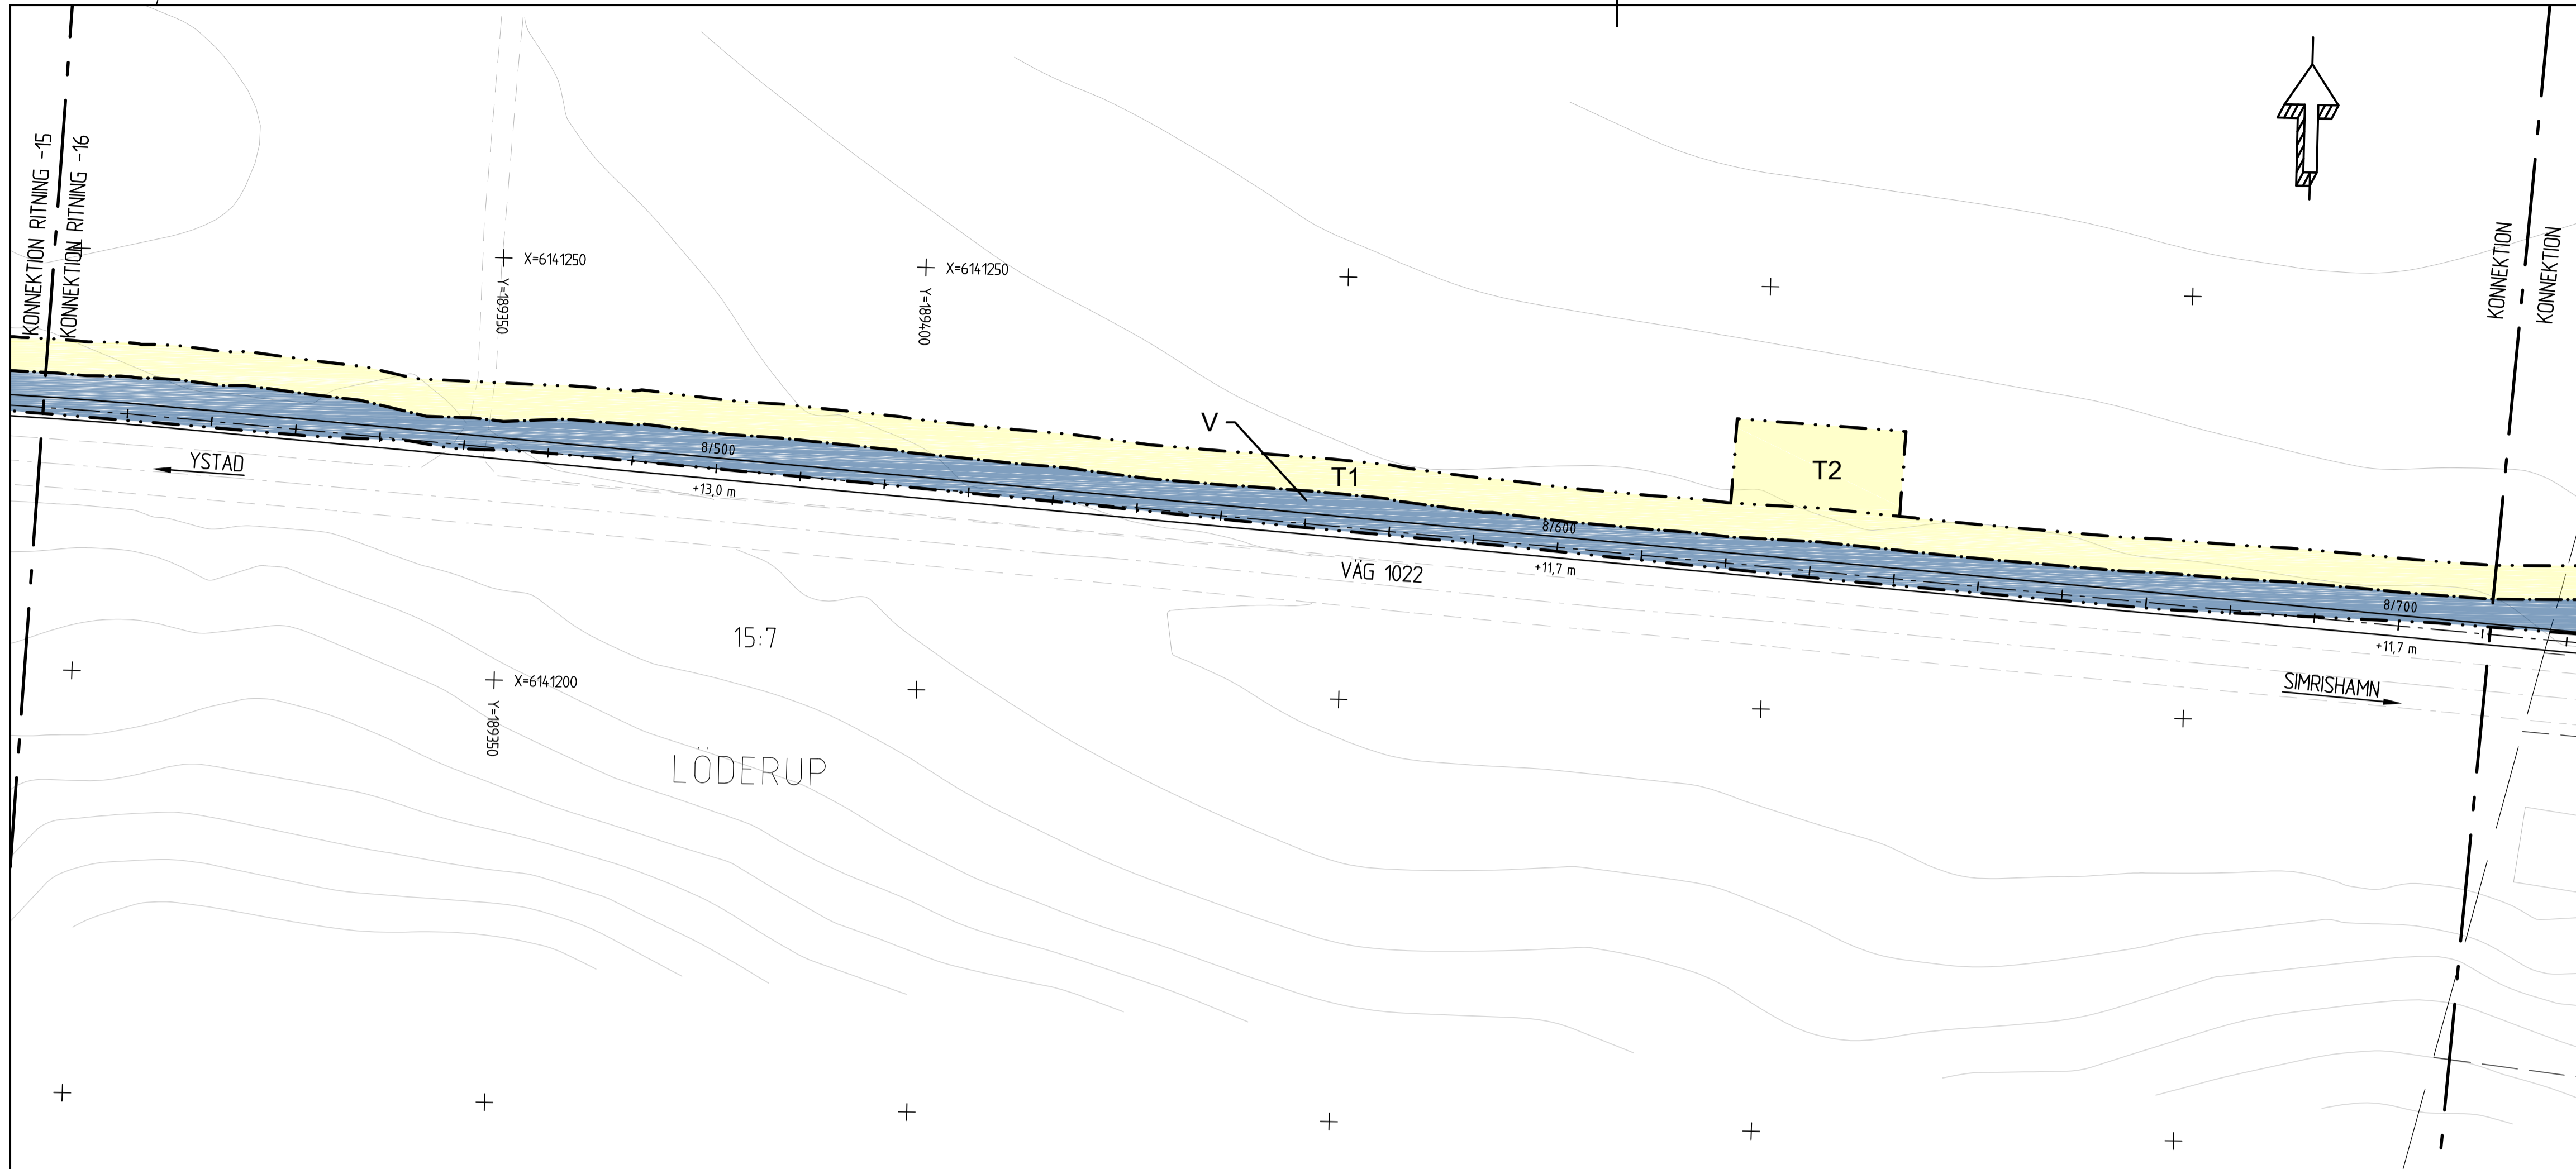 KONNEKTION RITNING -15
KONNEKTION RITNING -16
X=6141250
Y=189350
X=6141250
Y=189400
KONNEKTION
KONNEKTION
V
T1
T2
8/500
+13,0 m
YSTAD
8/600
+11,7 m
VÄG 1022
8/700
+11,7 m
SIMRISHAMN
15:7
X=6141200
Y=189350
LÖDERUP